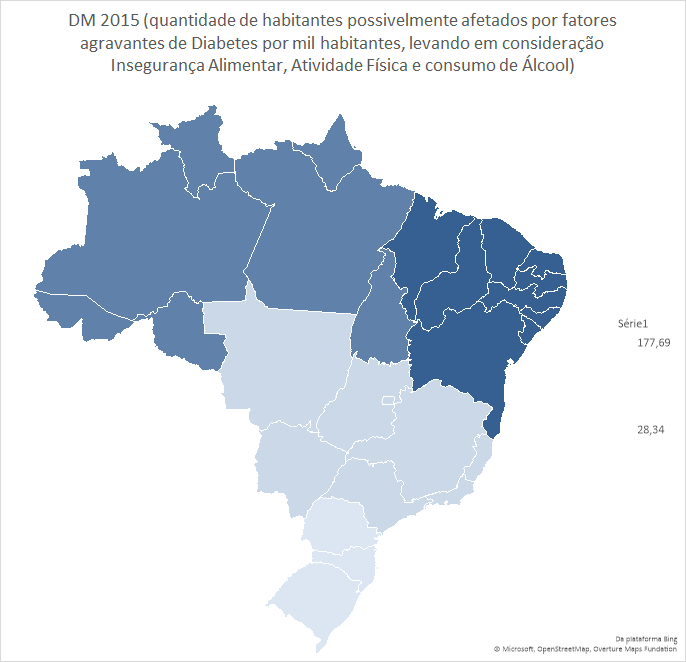 DM 2015 (quantidade de habitantes possivelmente afetados por fatores
agravantes de Diabetes por mil habitantes, levando em consideração
Insegurança Alimentar, Atividade Física e consumo de Álcool)
Série1
177,69
28,34
Da plataforma Bing
© Microsoft, OpenStreetMap, Overture Maps Fundation